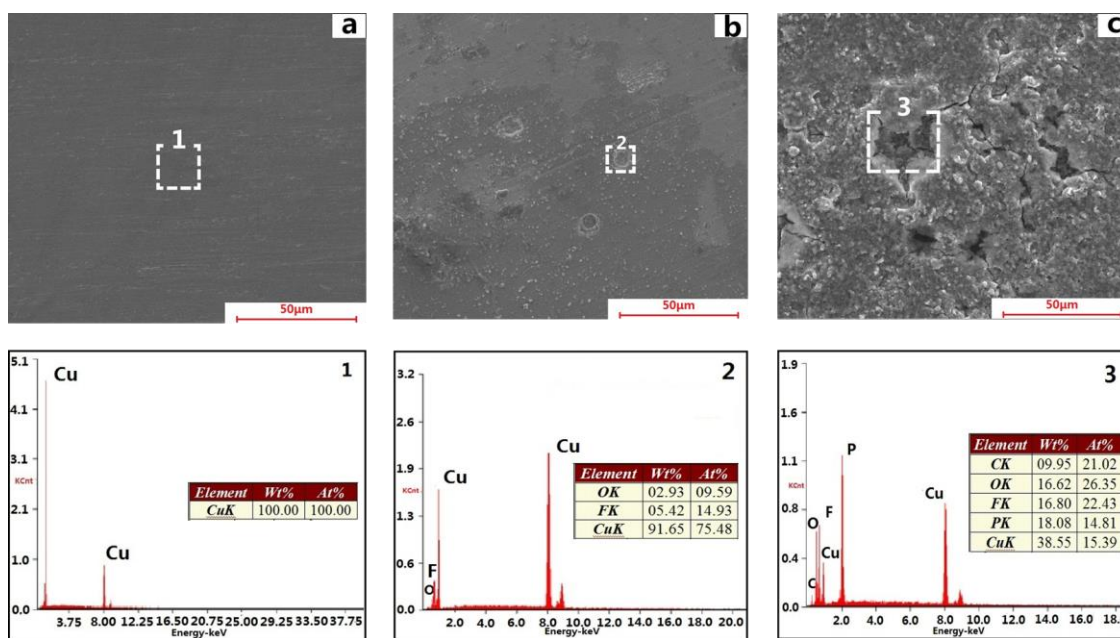 a
1
50μm
b
2
50μm
c
3
50μm
5.1
4.1
3.1
KCnt
2.1
1.0
0.0
Cu
Cu
1
Element Wt% At%
CuK 100.00 100.00
3.75 8.00 12.25 16.50 20.75 25.00 29.25 33.50 37.75
Energy-keV
3.2
2.6
1.9
KCnt
1.3
0.6
0.0
O
F
Cu
Cu
2
Element Wt% At%
OK 02.93 09.59
FK 05.42 14.93
CuK 91.65 75.48
2.0 4.0 6.0 8.0 10.0 12.0 14.0 16.0 18.0 20.0
Energy-keV
1.9
1.6
1.1
KCnt
0.8
0.4
0.0
C
O
F
Cu
P
Cu
3
Element Wt% At%
CK 09.95 21.02
OK 16.62 26.35
FK 16.80 22.43
PK 18.08 14.81
CuK 38.55 15.39
2.0 4.0 6.0 8.0 10.0 12.0 14.0 16.0
Energy-keV